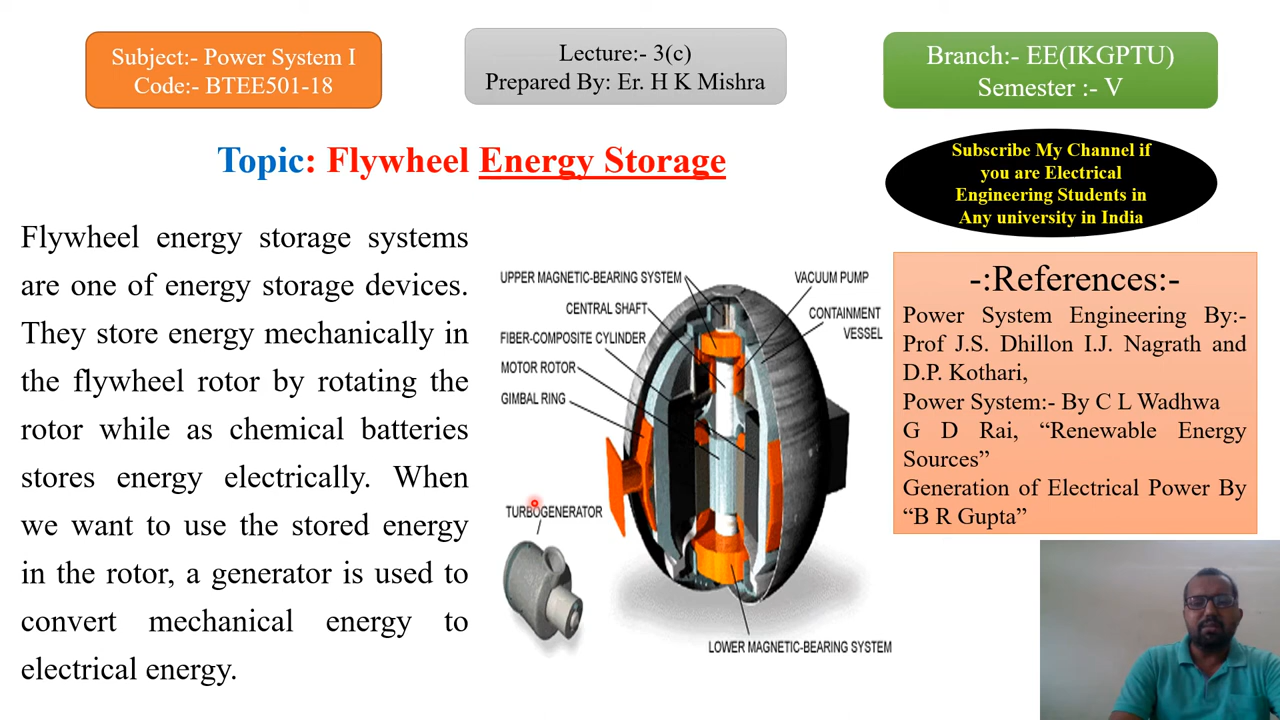 Subject:- Power System I
Code:- BTEE501-18
Lecture:- 3(c)
Prepared By: Er. H K Mishra
Branch:- EE(IKGPTU)
Semester :- V
Topic: Flywheel Energy Storage
Subscribe My Channel if
you are Electrical
Engineering Students in
Any university in India
Flywheel energy storage systems
are one of energy storage devices.
They store energy mechanically in
the flywheel rotor by rotating the
rotor while as chemical batteries
stores energy electrically. When
we want to use the stored energy
in the rotor, a generator is used to
convert mechanical energy to
electrical energy.
UPPER MAGNETIC-BEARING SYSTEM
CENTRAL SHAFT
FIBER-COMPOSITE CYLINDER
MOTOR ROTOR
GIMBAL RING
TURBOGENERATOR
VACUUM PUMP
CONTAINMENT
VESSEL
LOWER MAGNETIC-BEARING SYSTEM
-:References:-
Power System Engineering By:-
Prof J.S. Dhillon I.J. Nagrath and
D.P. Kothari,
Power System:- By C L Wadhwa
G D Rai, “Renewable Energy
Sources”
Generation of Electrical Power By
“B R Gupta”